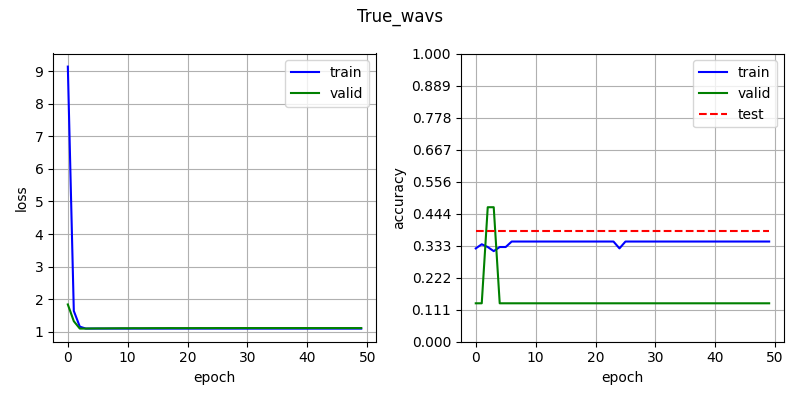 True_wavs
loss
9
8
7
6
5
4
3
2
1
train
valid
0 10 20 30 40 50
epoch
accuracy
1.000
0.889
0.778
0.667
0.556
0.444
0.333
0.222
0.111
0.000
train
valid
test
0 10 20 30 40 50
epoch